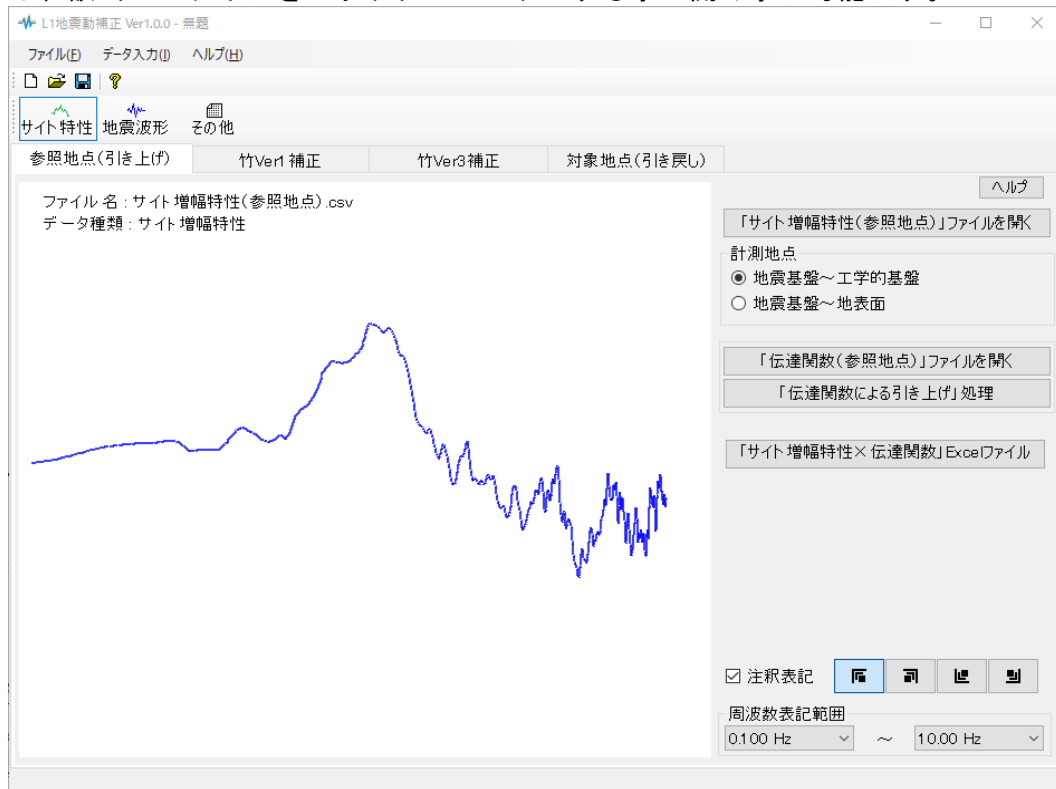 L1地震動補正 Ver1.0.0 - 無題
ファイル(F) データ入力(I) ヘルプ(H)
サイト特性 地震波形 その他
参照地点(引き上げ) 竹Ver1 補正 竹Ver3補正 対象地点(引き戻し)
ヘルプ
ファイル 名 : サイト 増幅特性(参照地点).csv
データ種類 : サイト 増幅特性
「サイト 増幅特性(参照地点)」ファイルを開く
計測地点
地震基盤～工学的基盤
地震基盤～地表面
「伝達関数(参照地点)」ファイルを開く
「伝達関数による引き上げ」処理
「サイト 増幅特性×伝達関数」Excelファイル
注釈表記
周波数表記範囲
0.100 Hz ～ 10.00 Hz